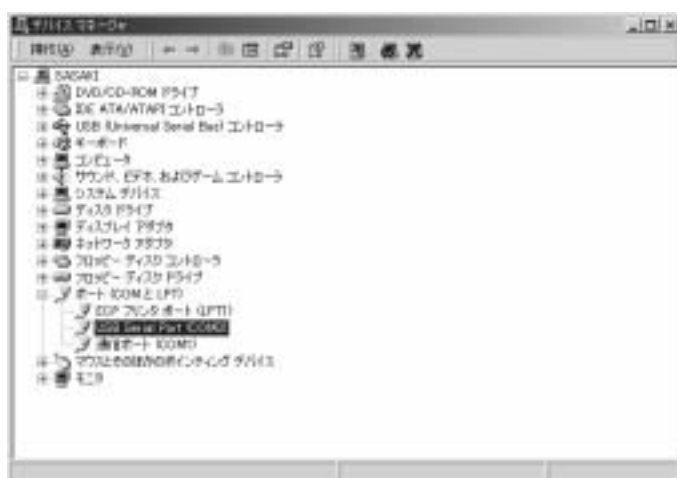 デバイス マネージャ
操作(A) 表示(V)
SASAKI
DVD/CD-ROM ドライブ
IDE ATA/ATAPI コントローラ
USB (Universal Serial Bus) コントローラ
キーボード
コンピュータ
サウンド、ビデオ、およびゲーム コントローラ
システム デバイス
ディスク ドライブ
ディスプレイ アダプタ
ネットワーク アダプタ
フロッピー ディスク コントローラ
フロッピー ディスク ドライブ
ポート (COM と LPT)
ECP プリンタ ポート (LPT1)
USB Serial Port
通信ポート (COM1)
マウスとそのほかのポインティング デバイス
モニタ